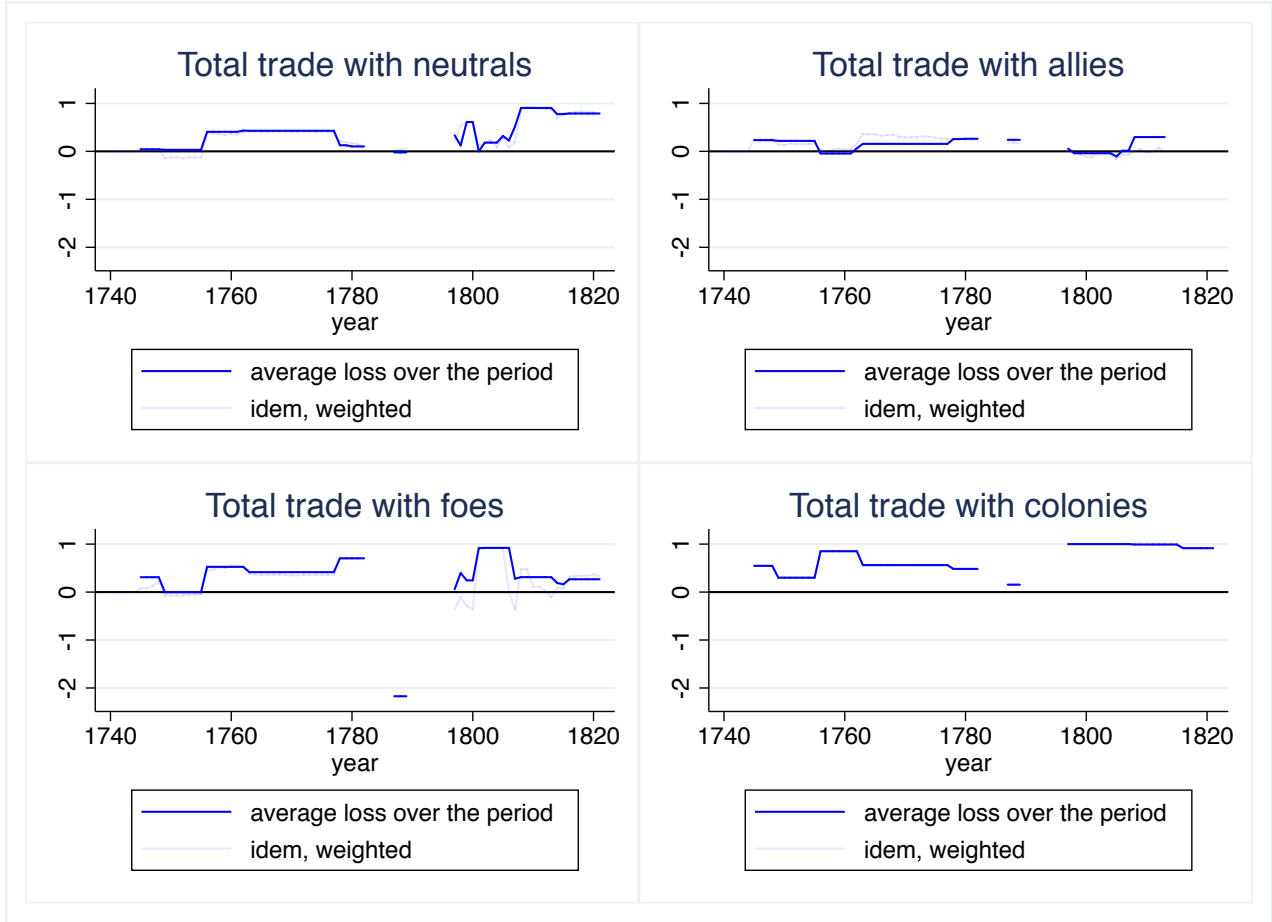 Total trade with neutrals
1
0
-1
-2
1740 1760 1780 1800 1820
year
average loss over the period
idem, weighted
Total trade with allies
1
0
-1
-2
1740 1760 1780 1800 1820
year
average loss over the period
idem, weighted
Total trade with foes
1
0
-1
-2
1740 1760 1780 1800 1820
year
average loss over the period
idem, weighted
Total trade with colonies
1
0
-1
-2
1740 1760 1780 1800 1820
year
average loss over the period
idem, weighted